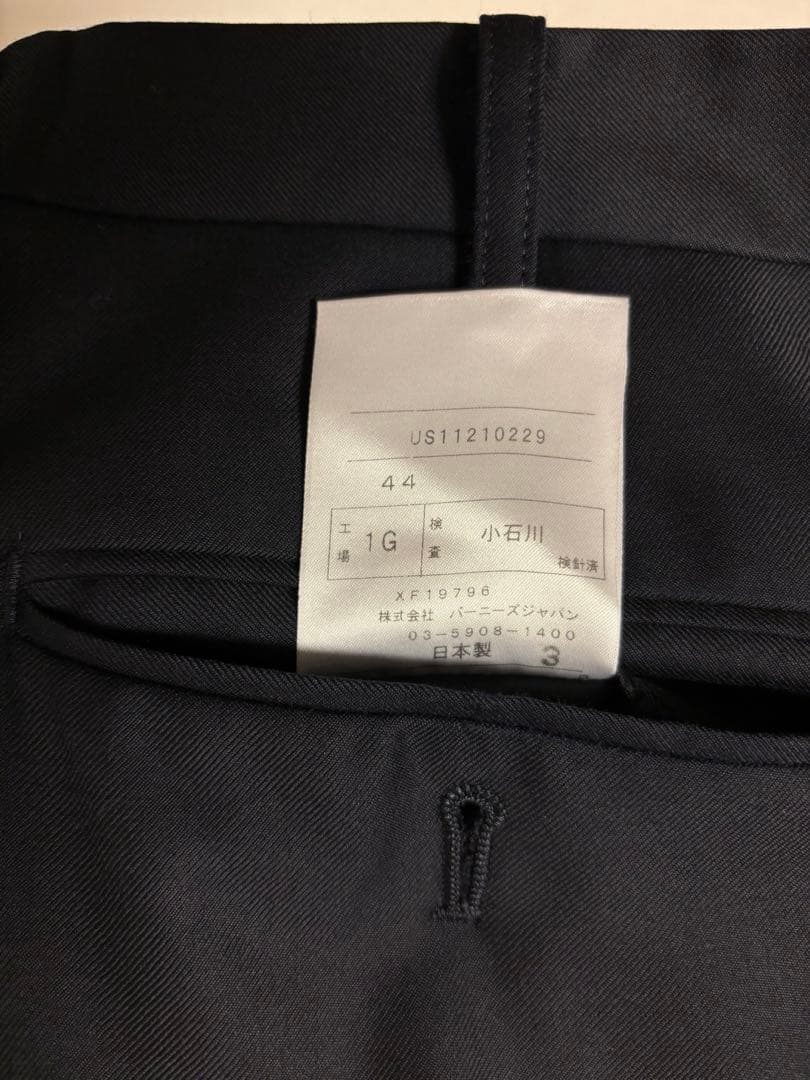 US11210229
44
工場 1G 検査 小石川 検針済
XF19796
株式会社 バーニーズジャパン
03-5908-1400
日本製 3